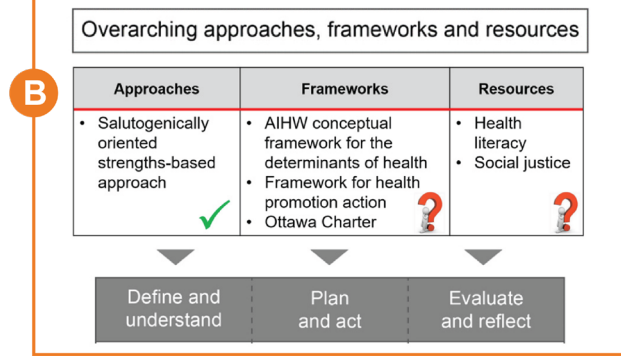 Overarching approaches, frameworks and resources
B
Approaches
Frameworks
Resources
• Salutogenically
oriented
strengths-based
approach
• AIHW conceptual
framework for the
determinants of health
• Framework for health
promotion action
• Ottawa Charter
• Health
literacy
• Social justice
Define and
understand
Plan
and act
Evaluate
and reflect